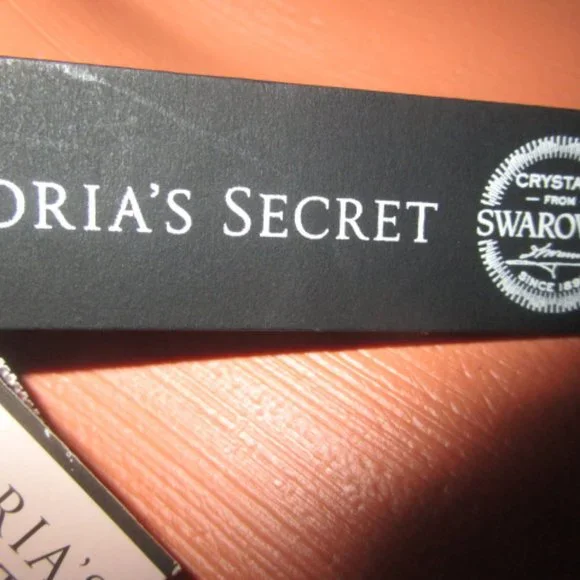 ORIA'S SECRET
CRYSTA
FROM
SWAROV
SINCE 189
RIA'S